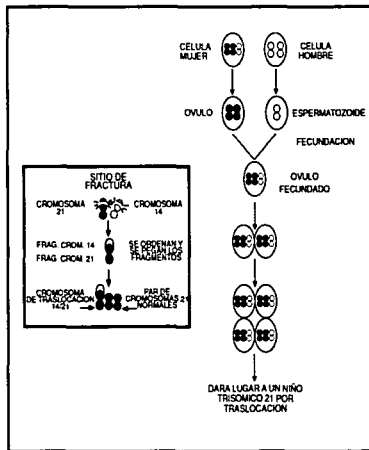 CELULA
MUJER
CELULA
HOMBRE
OVULO
ESPERMATOZOIDE
FECUNDACION
OVULO
FECUNDADO
SITIO DE
FRACTURA
CROMOSOMA
21
CROMOSOMA
14
FRAG. CROM. 14
FRAG. CROM. 21
SE ORDENAN Y
SE PEGAN LOS
FRAGMENTOS
CROMOSOMA
DE TRASLOCACION
14/21
PAR DE
CROMOSOMAS 21
NORMALES
DARA LUGAR A UN NIÑO
TRISOMICO 21 POR
TRASLOCACION